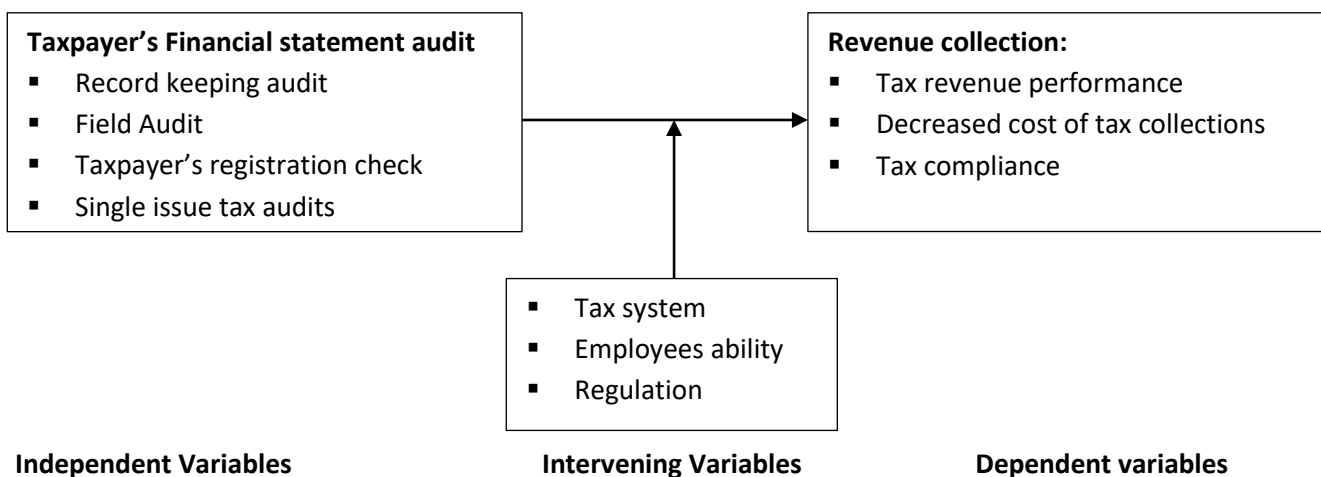 Taxpayer’s Financial statement audit
▪ Record keeping audit
▪ Field Audit
▪ Taxpayer’s registration check
▪ Single issue tax audits
Revenue collection:
▪ Tax revenue performance
▪ Decreased cost of tax collections
▪ Tax compliance
▪ Tax system
▪ Employees ability
▪ Regulation
Independent Variables
Intervening Variables
Dependent variables